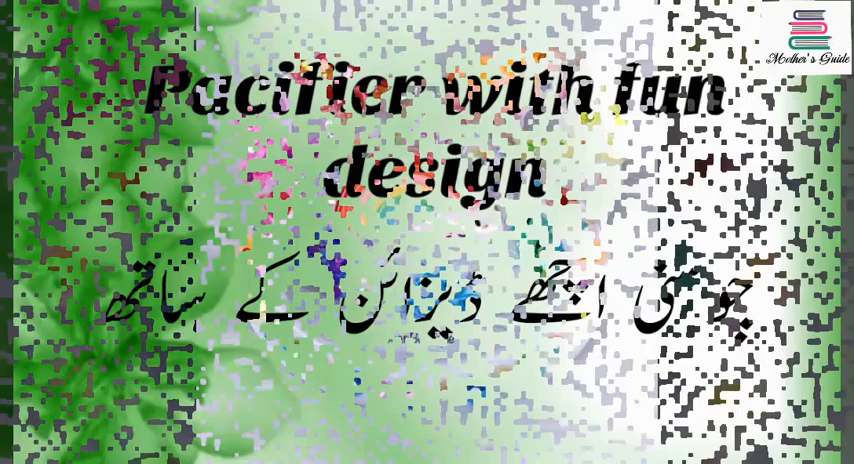 Mother's Guide
Pacifier with fun
design
چوسنی اچھے ڈیزائن کے ساتھ